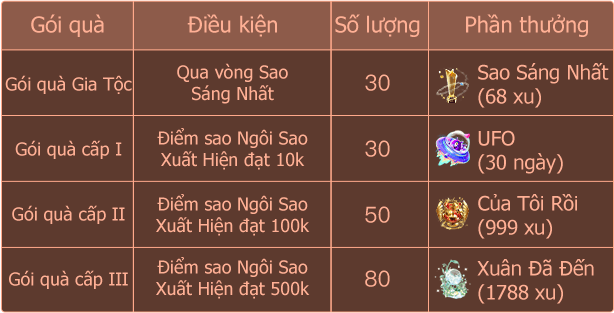 Gói quà Điều kiện Số lượng Phần thưởng
Gói quà Gia Tộc
Qua vòng Sao
Sáng Nhất
30
Sao Sáng Nhất
(68 xu)
Gói quà cấp I
Điểm sao Ngôi Sao
Xuất Hiện đạt 10k
30
UFO
(30 ngày)
Gói quà cấp II
Điểm sao Ngôi Sao
Xuất Hiện đạt 100k
50
Của Tôi Rồi
(999 xu)
Gói quà cấp III
Điểm sao Ngôi Sao
Xuất Hiện đạt 500k
80
Xuân Đã Đến
(1788 xu)